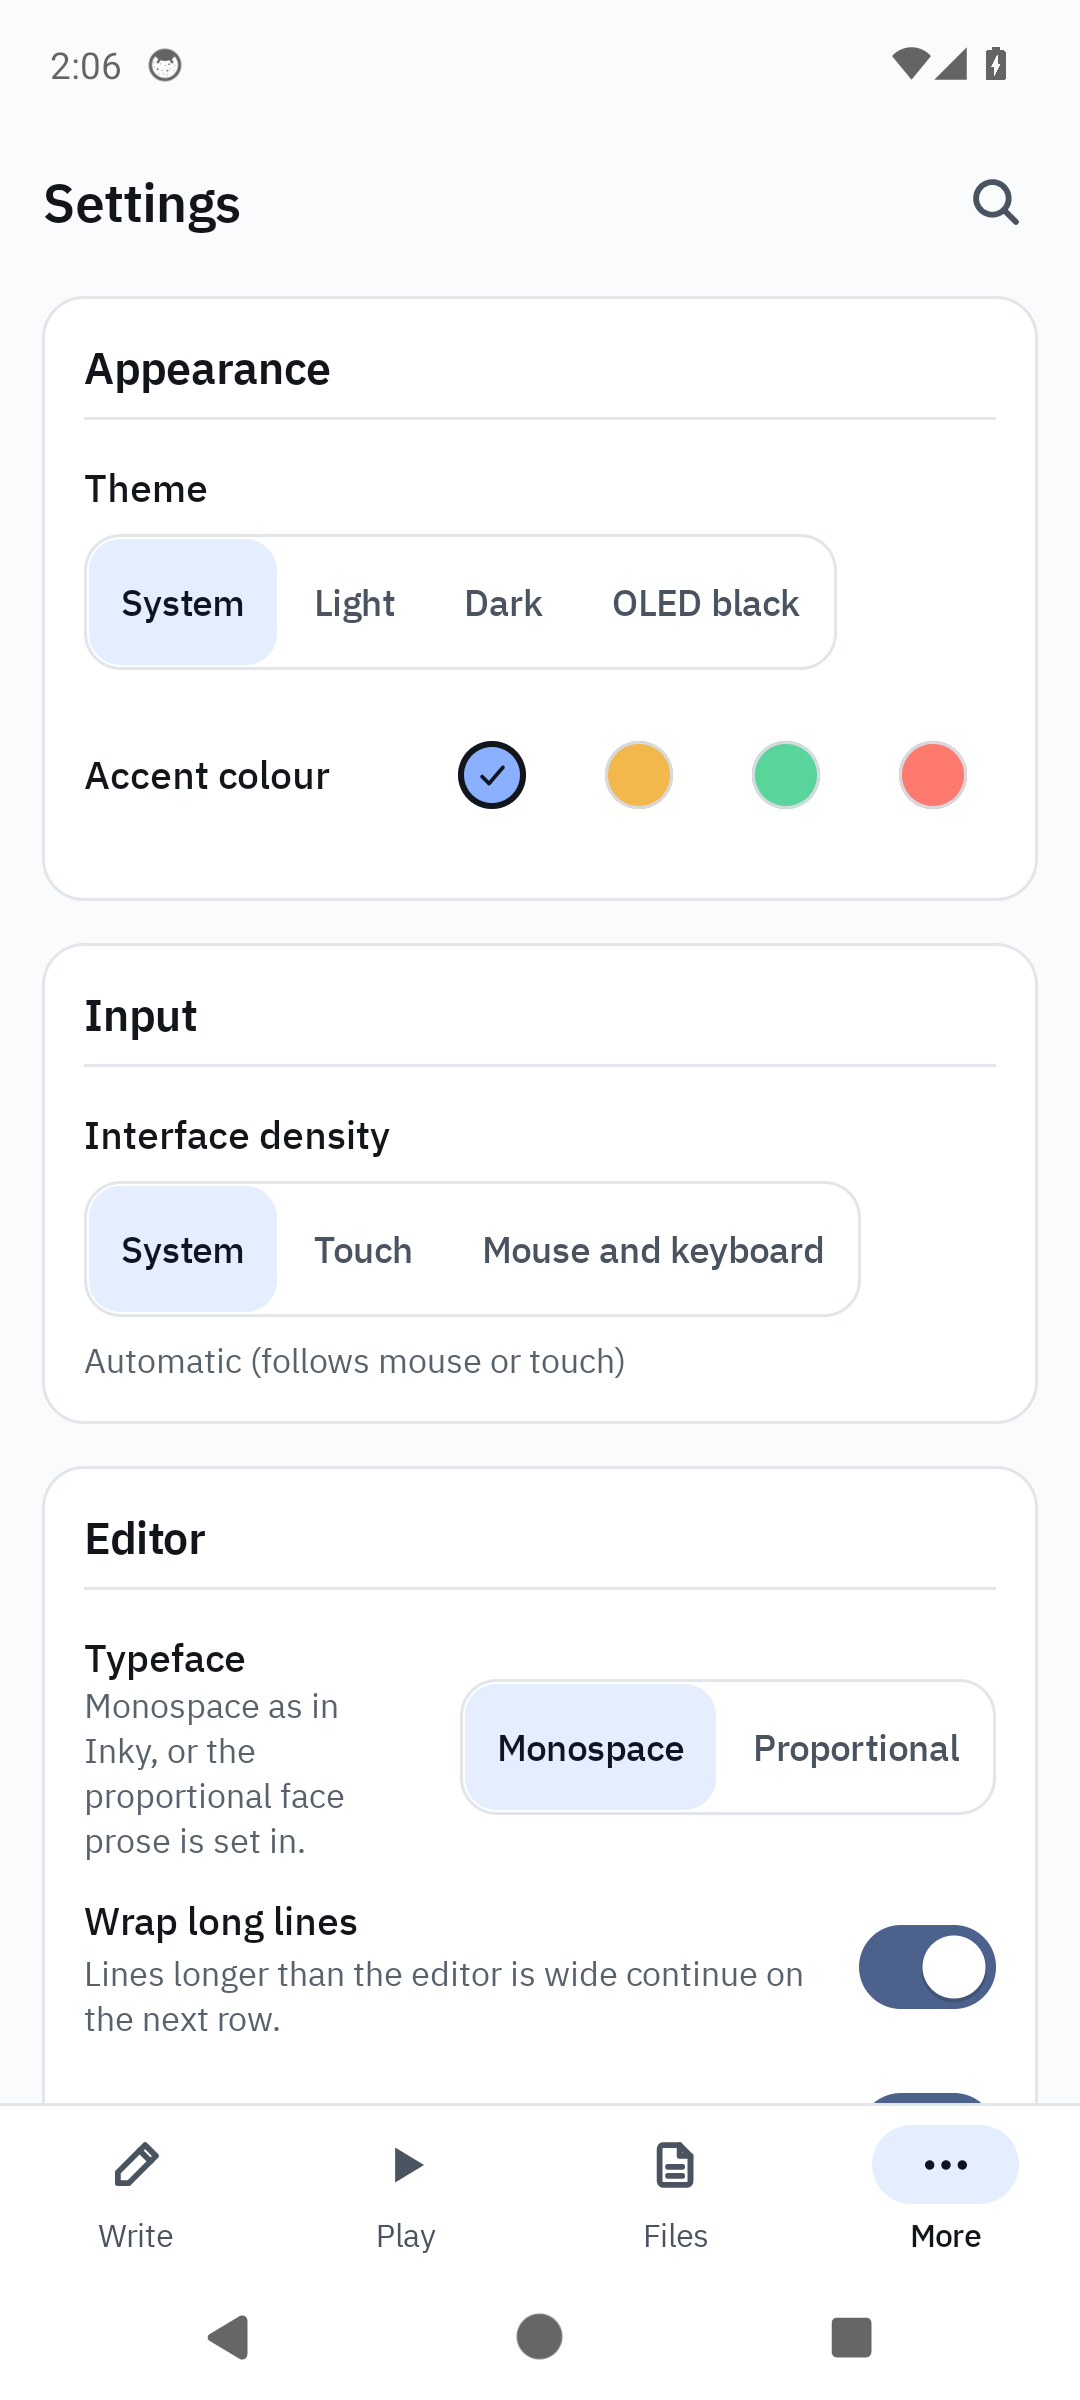 2:06
Settings
Appearance
Theme
System Light Dark OLED black
Accent colour
Input
Interface density
System Touch Mouse and keyboard
Automatic (follows mouse or touch)
Editor
Typeface
Monospace as in
Inky, or the
proportional face
prose is set in.
Monospace Proportional
Wrap long lines
Lines longer than the editor is wide continue on
the next row.
Write Play Files More